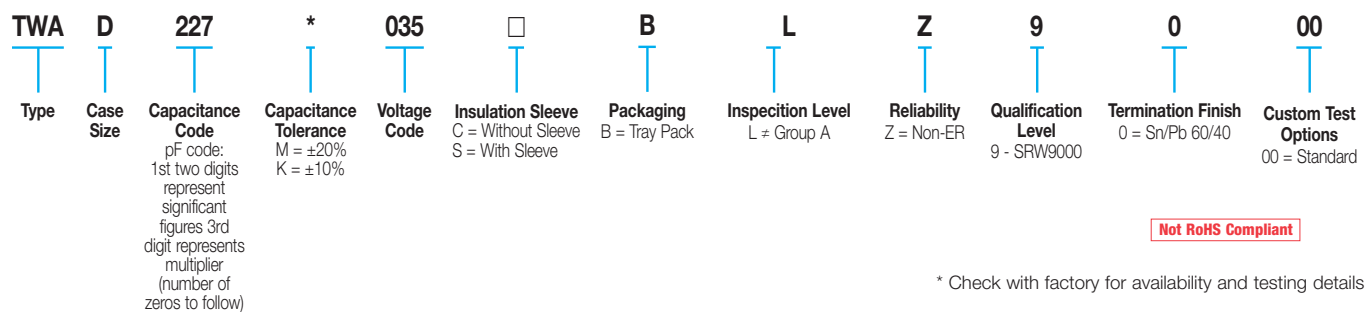 TWA D 227 * 035 □ B L Z 9 0 00
Type
Case
Size
Capacitance
Code
pF code:
1st two digits
represent
significant
figures 3rd
digit represents
multiplier
(number of
zeros to follow)
Capacitance
Tolerance
M = ±20%
K = ±10%
Voltage
Code
Insulation Sleeve
C = Without Sleeve
S = With Sleeve
Packaging
B = Tray Pack
Inspecition Level
L ≠ Group A
Reliability
Z = Non-ER
Qualification
Level
9 - SRW9000
Termination Finish
0 = Sn/Pb 60/40
Custom Test
Options
00 = Standard
Not RoHS Compliant
* Check with factory for availability and testing details